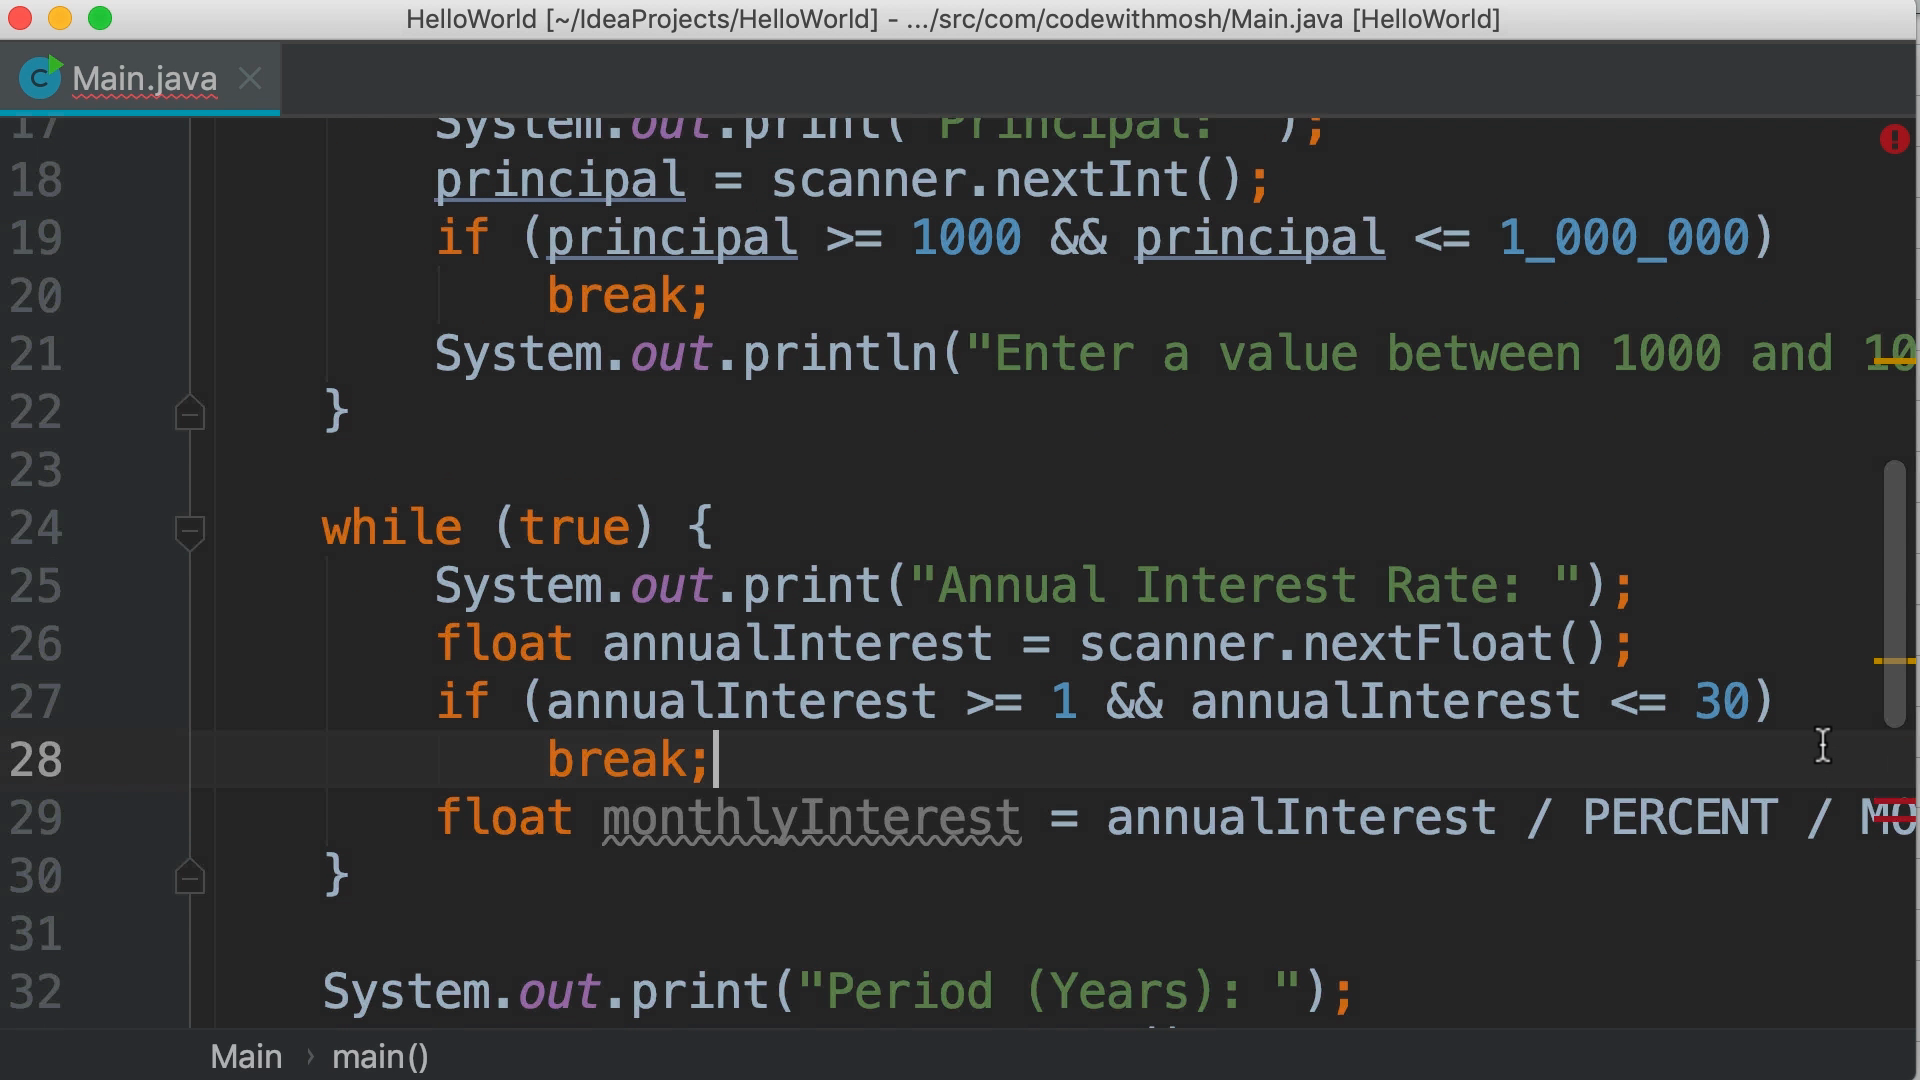 HelloWorld [~/IdeaProjects/HelloWorld] - .../src/com/codewithmosh/Main.java [HelloWorld]
Main.java
17 System.out.print("Principal: ");
18 principal = scanner.nextInt();
19 if (principal >= 1000 && principal <= 1_000_000)
20 break;
21 System.out.println("Enter a value between 1000 and 10
22 }
23
24 while (true) {
25 System.out.print("Annual Interest Rate: ");
26 float annualInterest = scanner.nextFloat();
27 if (annualInterest >= 1 && annualInterest <= 30)
28 break;
29 float monthlyInterest = annualInterest / PERCENT / MO
30 }
31
32 System.out.print("Period (Years): ");
Main › main()